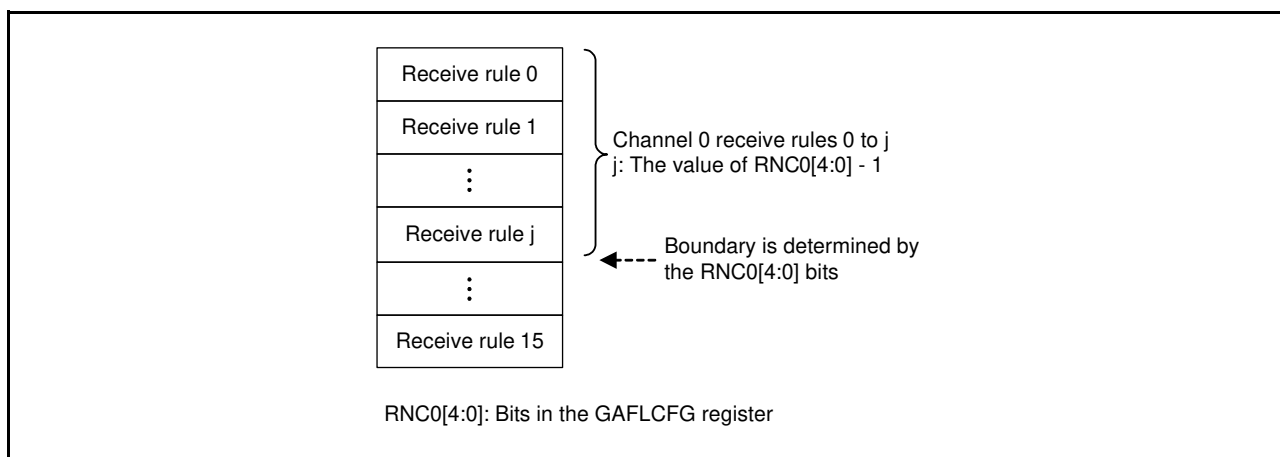 Receive rule 0
Receive rule 1
⋮
Receive rule j
⋮
Receive rule 15
Channel 0 receive rules 0 to j
j: The value of RNC0[4:0] - 1
Boundary is determined by
the RNC0[4:0] bits
RNC0[4:0]: Bits in the GAFLCFG register